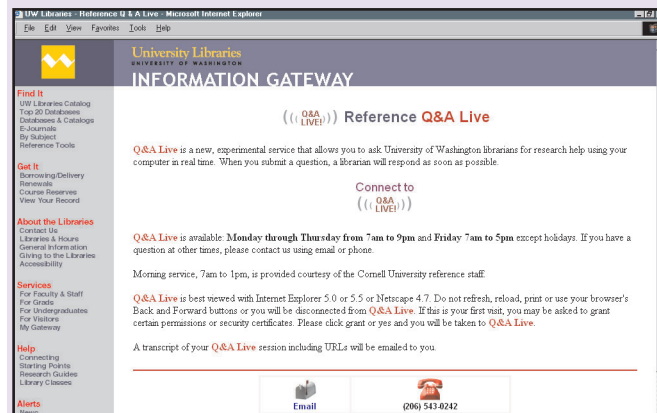 UW Libraries - Reference Q & A Live - Microsoft Internet Explorer
File Edit View Favorites Tools Help
University Libraries
UNIVERSITY OF WASHINGTON
INFORMATION GATEWAY
Find It
UW Libraries Catalog
Top 20 Databases
Databases & Catalogs
E-Journals
By Subject
Reference Tools
Get It
Borrowing/Delivery
Renewals
Course Reserves
View Your Record
About the Libraries
Contact Us
Libraries & Hours
General Information
Giving to the Libraries
Accessibility
Services
For Faculty & Staff
For Grads
For Undergraduates
For Visitors
My Gateway
Help
Connecting
Starting Points
Research Guides
Library Classes
Alerts
News
(((Q&A LIVE!))) Reference Q&A Live
Q&A Live is a new, experimental service that allows you to ask University of Washington librarians for research help using your
computer in real time. When you submit a question, a librarian will respond as soon as possible.
Connect to
(((Q&A LIVE!)))
Q&A Live is available: Monday through Thursday from 7am to 9pm and Friday 7am to 5pm except holidays. If you have a
question at other times, please contact us using email or phone.
Morning service, 7am to 1pm, is provided courtesy of the Cornell University reference staff.
Q&A Live is best viewed with Internet Explorer 5.0 or 5.5 or Netscape 4.7. Do not refresh, reload, print or use your browser's
Back and Forward buttons or you will be disconnected from Q&A Live. If this is your first visit, you may be asked to grant
certain permissions or security certificates. Please click grant or yes and you will be taken to Q&A Live.
A transcript of your Q&A Live session including URLs will be emailed to you.
Email
(206) 543-0242